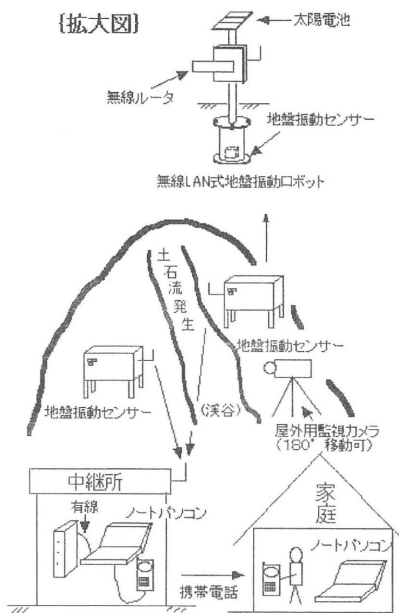 〔拡大図〕
太陽電池
無線ルータ
地盤振動センサー
無線LAN式地盤振動ロボット
土石流発生
地盤振動センサー
地盤振動センサー
(渓谷)
屋外用監視カメラ
(180°移動可)
中継所
有線
ノートパソコン
携帯電話
家庭
ノートパソコン